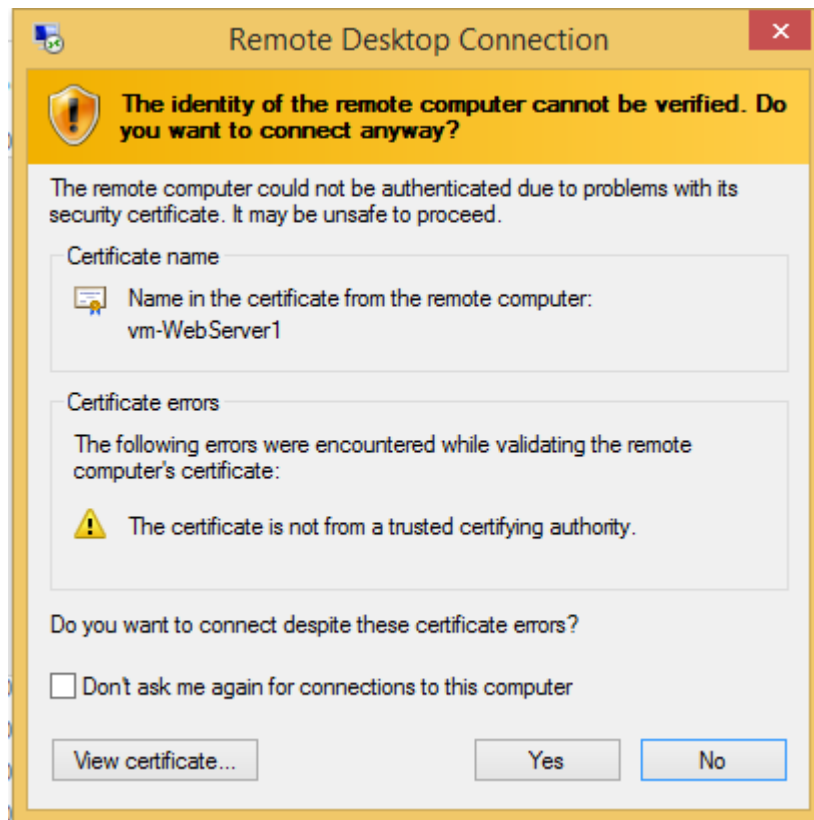 Remote Desktop Connection
The identity of the remote computer cannot be verified. Do
you want to connect anyway?
The remote computer could not be authenticated due to problems with its
security certificate. It may be unsafe to proceed.
Certificate name
Name in the certificate from the remote computer:
vm-WebServer1
Certificate errors
The following errors were encountered while validating the remote
computer's certificate:
The certificate is not from a trusted certifying authority.
Do you want to connect despite these certificate errors?
Don't ask me again for connections to this computer
View certificate...
Yes
No